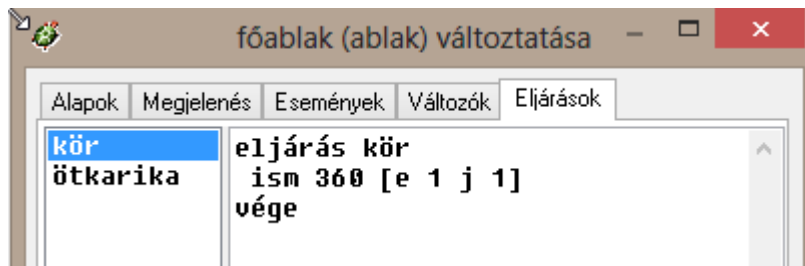 főablak (ablak) változtatása
Alapok Megjelenés Események Változók Eljárások
kör
ötkarika
eljárás kör
ism 360 [e 1 j 1]
vége